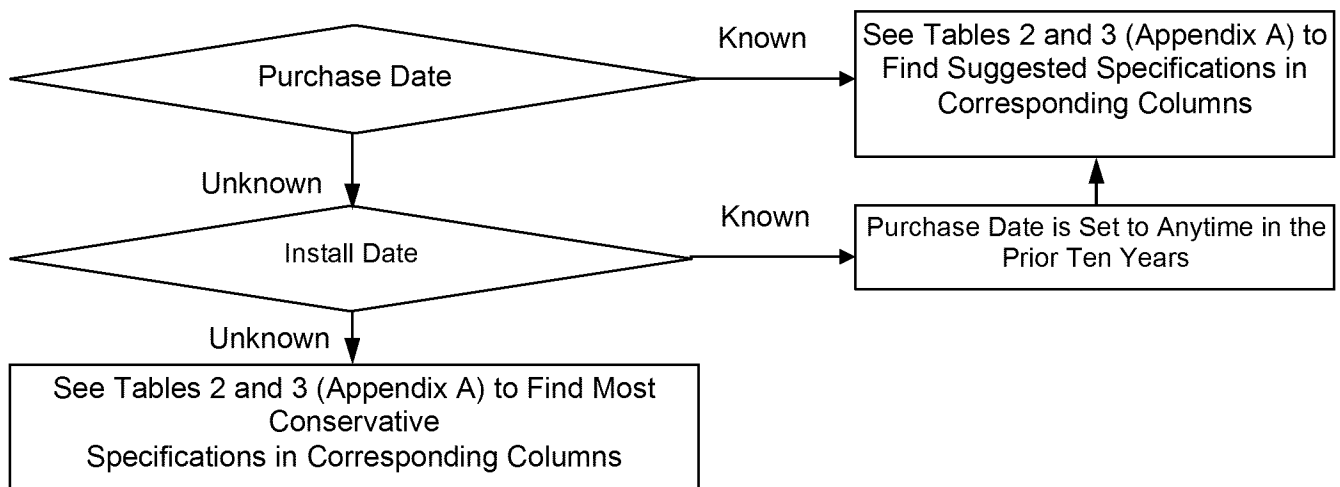 Purchase Date
Known
See Tables 2 and 3 (Appendix A) to
Find Suggested Specifications in
Corresponding Columns
Unknown
Install Date
Known
Purchase Date is Set to Anytime in the
Prior Ten Years
Unknown
See Tables 2 and 3 (Appendix A) to Find Most
Conservative
Specifications in Corresponding Columns